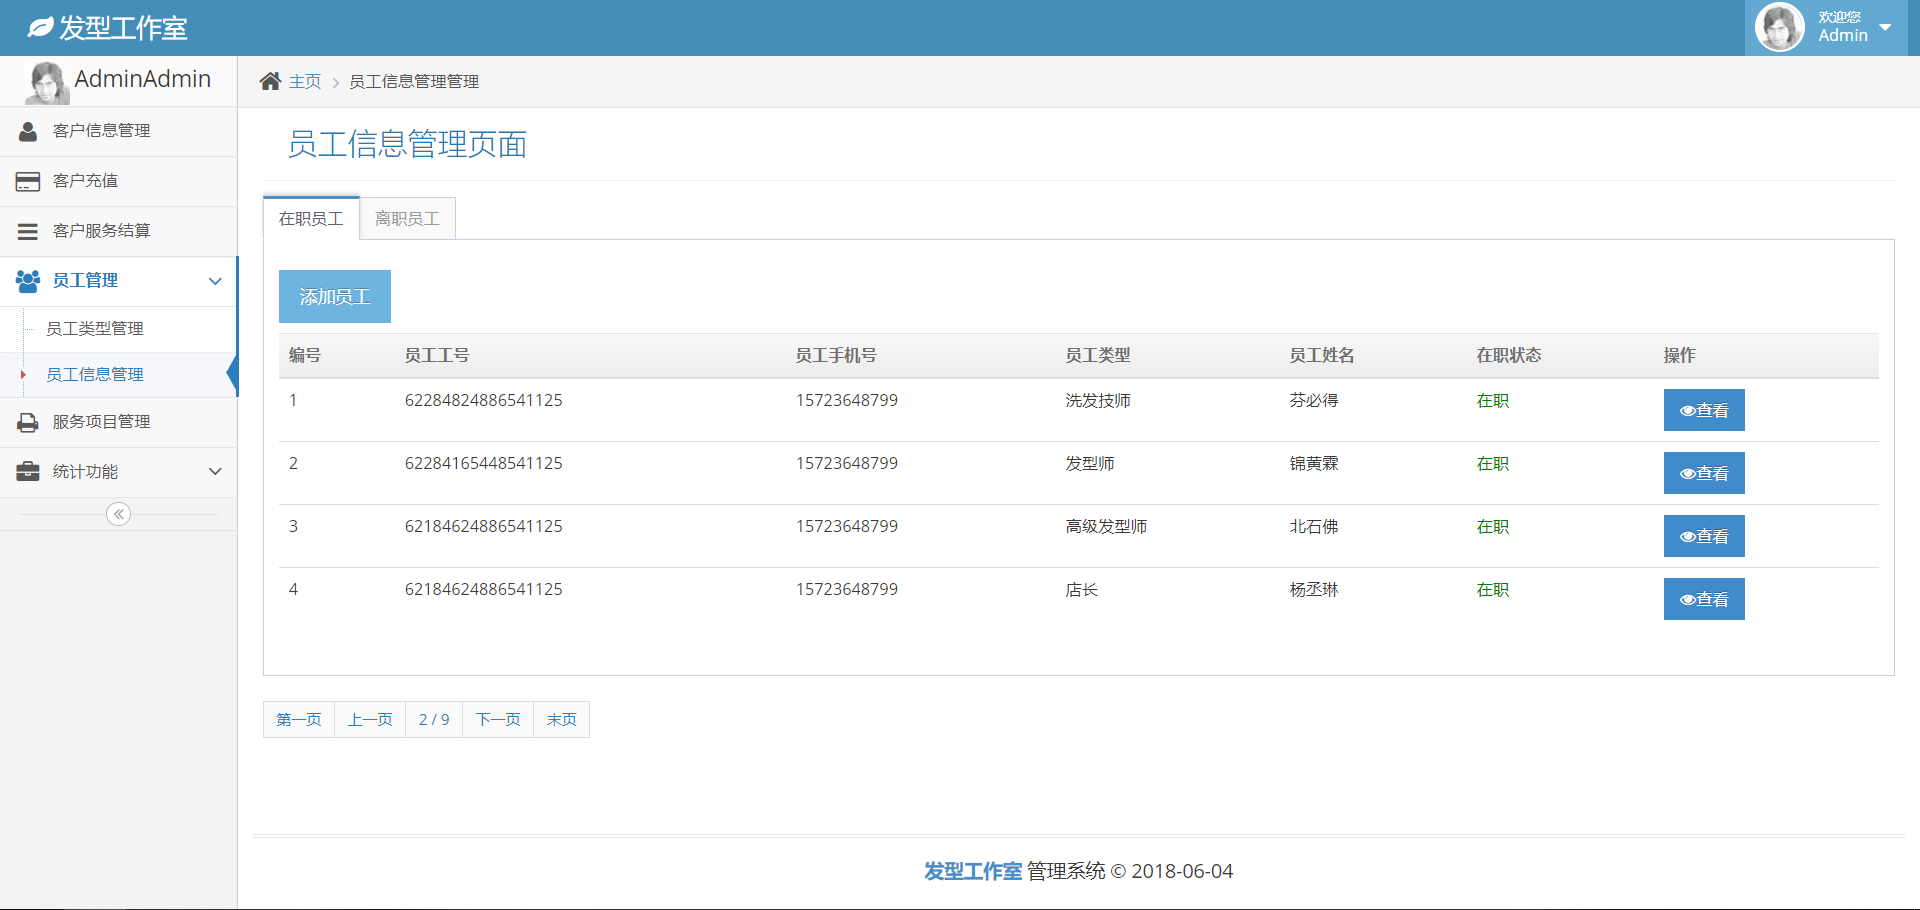 发型工作室
欢迎您
Admin
AdminAdmin
主页 员工信息管理管理
客户信息管理
客户充值
客户服务结算
员工管理
员工类型管理
员工信息管理
服务项目管理
统计功能
员工信息管理页面
在职员工 离职员工
添加员工
编号 员工工号 员工手机号 员工类型 员工姓名 在职状态 操作
1 62284824886541125 15723648799 洗发技师 芬必得 在职 查看
2 62284165448541125 15723648799 发型师 锦黄霖 在职 查看
3 62184624886541125 15723648799 高级发型师 北石佛 在职 查看
4 62184624886541125 15723648799 店长 杨丞琳 在职 查看
第一页 上一页 2 / 9 下一页 末页
发型工作室 管理系统 © 2018-06-04